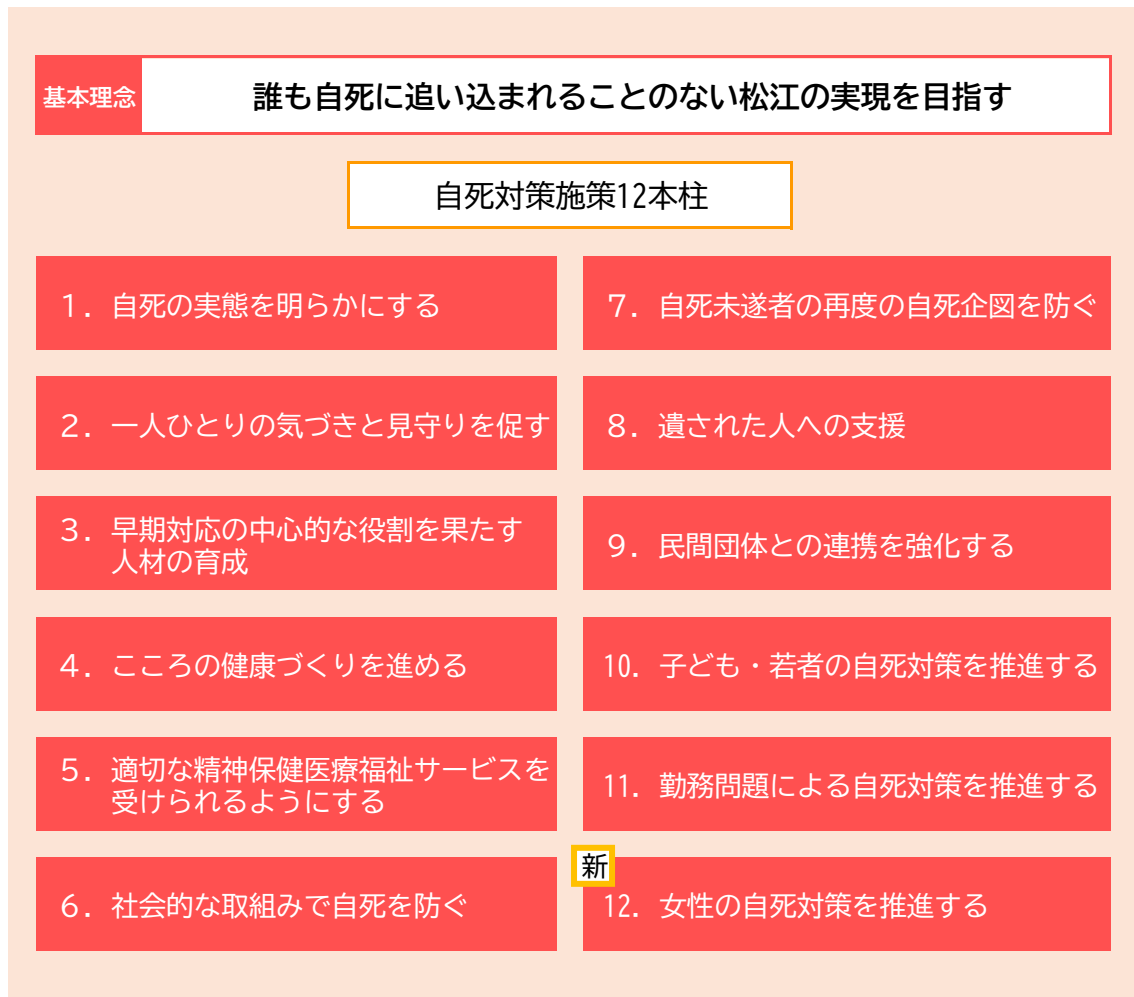 基本理念
誰も自死に追い込まれることのない松江の実現を目指す
自死対策施策12本柱
１．自死の実態を明らかにする
２．一人ひとりの気づきと見守りを促す
３．早期対応の中心的な役割を果たす
人材の育成
４．こころの健康づくりを進める
５．適切な精神保健医療福祉サービスを
受けられるようにする
６．社会的な取組みで自死を防ぐ
７．自死未遂者の再度の自死企図を防ぐ
８．遺された人への支援
９．民間団体との連携を強化する
10．子ども・若者の自死対策を推進する
11．勤務問題による自死対策を推進する
新
12．女性の自死対策を推進する